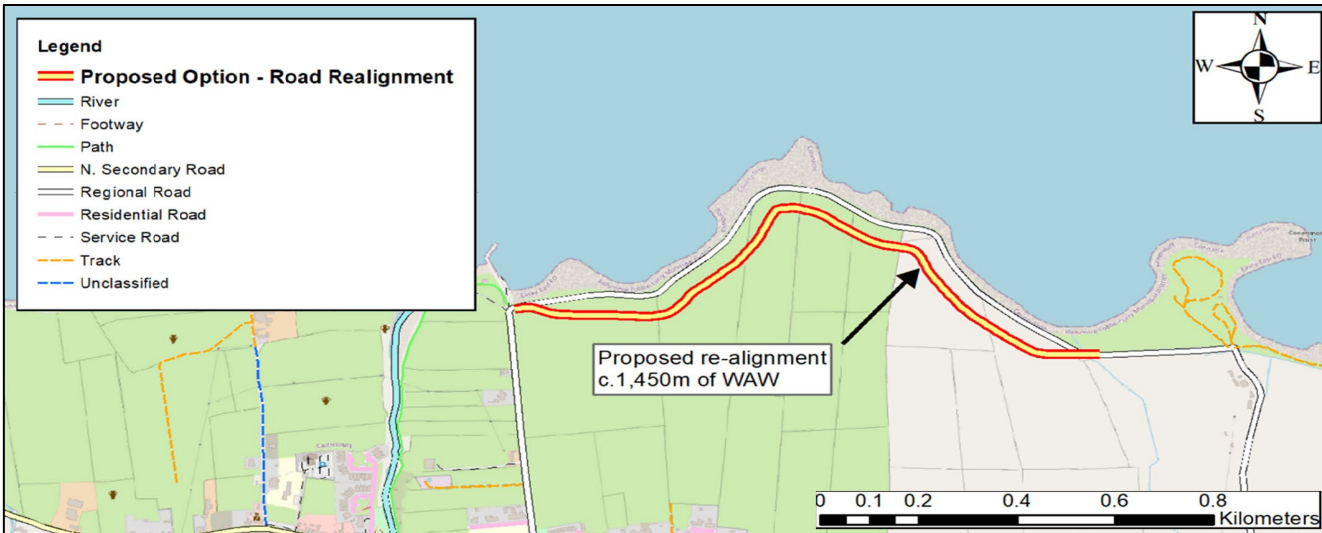 Legend
Proposed Option - Road Realignment
River
Footway
Path
N. Secondary Road
Regional Road
Residential Road
Service Road
Track
Unclassified
N
W E
S
Proposed re-alignment
c.1,450m of WAW
0 0.1 0.2 0.4 0.6 0.8
Kilometers